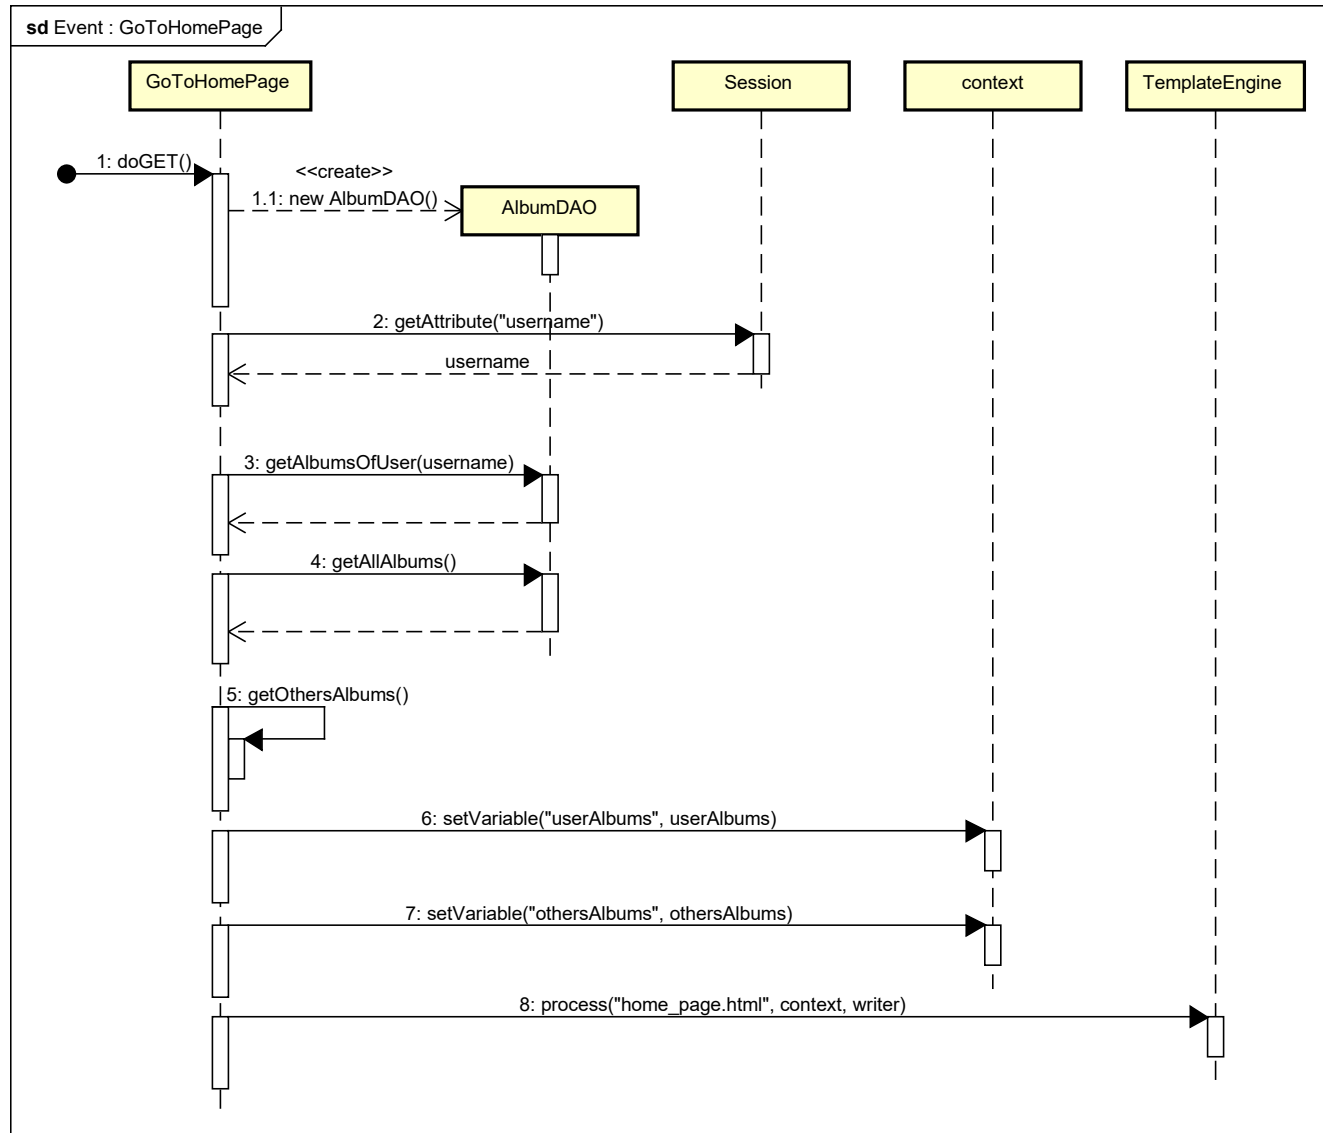 sd Event : GoToHomePage
GoToHomePage
Session
context
TemplateEngine
1: doGET()
<<create>>
1.1: new AlbumDAO()
AlbumDAO
2: getAttribute("username")
username
3: getAlbumsOfUser(username)
4: getAllAlbums()
5: getOthersAlbums()
6: setVariable("userAlbums", userAlbums)
7: setVariable("othersAlbums", othersAlbums)
8: process("home_page.html", context, writer)